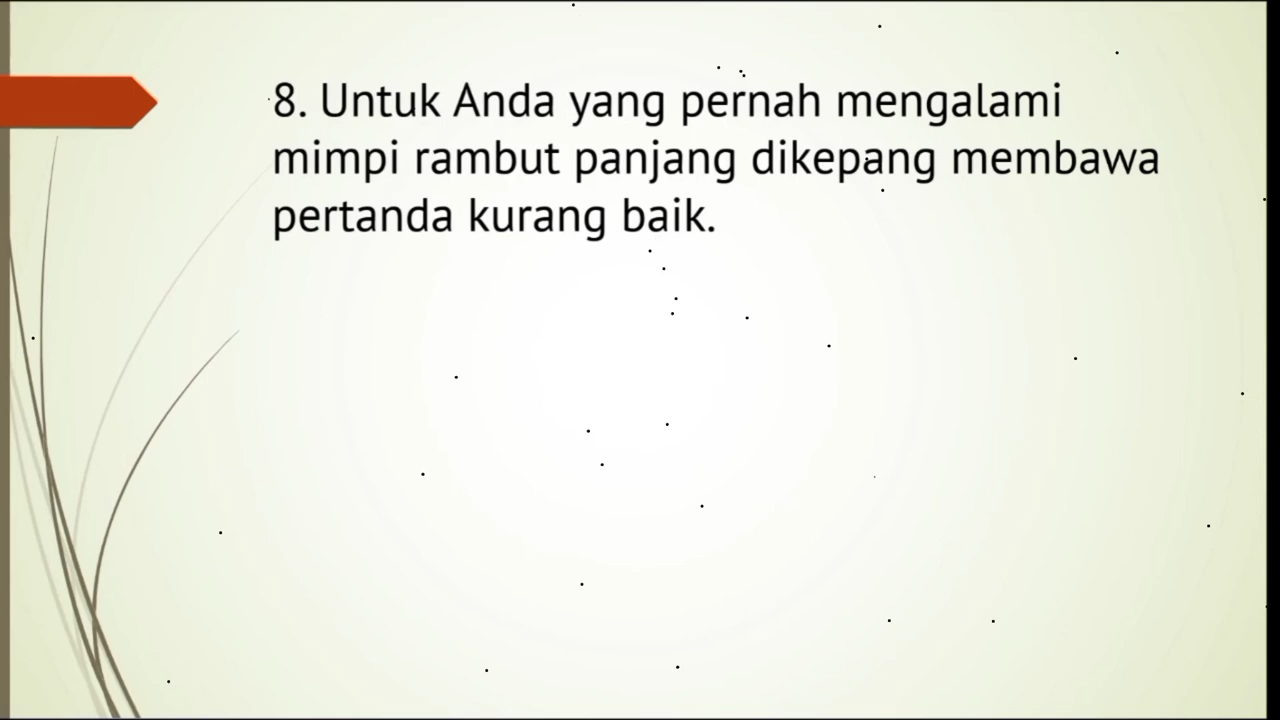 8. Untuk Anda yang pernah mengalami
mimpi rambut panjang dikepang membawa
pertanda kurang baik.